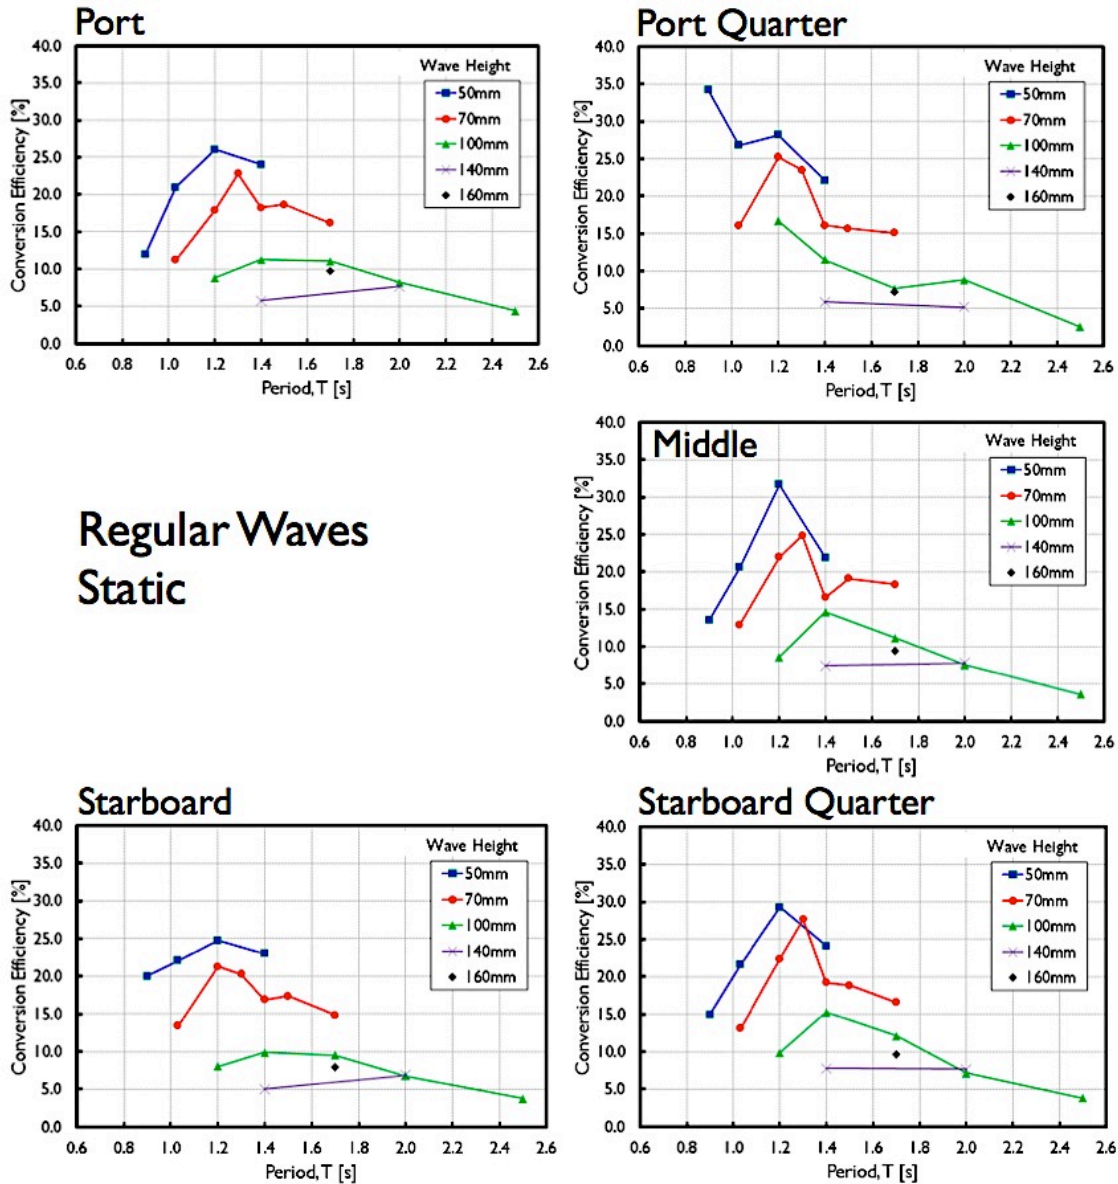 Port
40.0
35.0
30.0
25.0
20.0
15.0
10.0
5.0
0.0
Conversion Efficiency [%]
Wave Height
50mm
70mm
100mm
140mm
160mm
0.6 0.8 1.0 1.2 1.4 1.6 1.8 2.0 2.2 2.4 2.6
Period, T [s]
Port Quarter
40.0
35.0
30.0
25.0
20.0
15.0
10.0
5.0
0.0
Conversion Efficiency [%]
Wave Height
50mm
70mm
100mm
140mm
160mm
0.6 0.8 1.0 1.2 1.4 1.6 1.8 2.0 2.2 2.4 2.6
Period, T [s]
Regular Waves
Static
Middle
40.0
35.0
30.0
25.0
20.0
15.0
10.0
5.0
0.0
Conversion Efficiency [%]
Wave Height
50mm
70mm
100mm
140mm
160mm
0.6 0.8 1.0 1.2 1.4 1.6 1.8 2.0 2.2 2.4 2.6
Period, T [s]
Starboard
40.0
35.0
30.0
25.0
20.0
15.0
10.0
5.0
0.0
Conversion Efficiency [%]
Wave Height
50mm
70mm
100mm
140mm
160mm
0.6 0.8 1.0 1.2 1.4 1.6 1.8 2.0 2.2 2.4 2.6
Period, T [s]
Starboard Quarter
40.0
35.0
30.0
25.0
20.0
15.0
10.0
5.0
0.0
Conversion Efficiency [%]
Wave Height
50mm
70mm
100mm
140mm
160mm
0.6 0.8 1.0 1.2 1.4 1.6 1.8 2.0 2.2 2.4 2.6
Period, T [s]